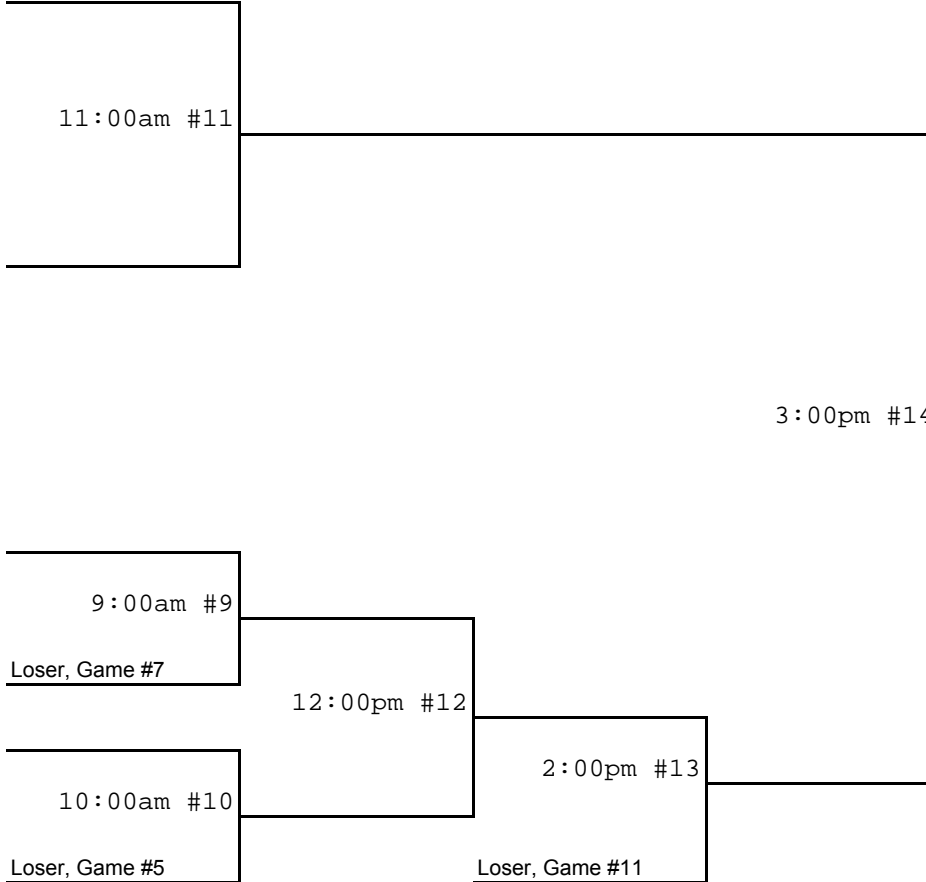 11:00am #11
3:00pm #14
9:00am #9
Loser, Game #7
12:00pm #12
2:00pm #13
10:00am #10
Loser, Game #5
Loser, Game #11